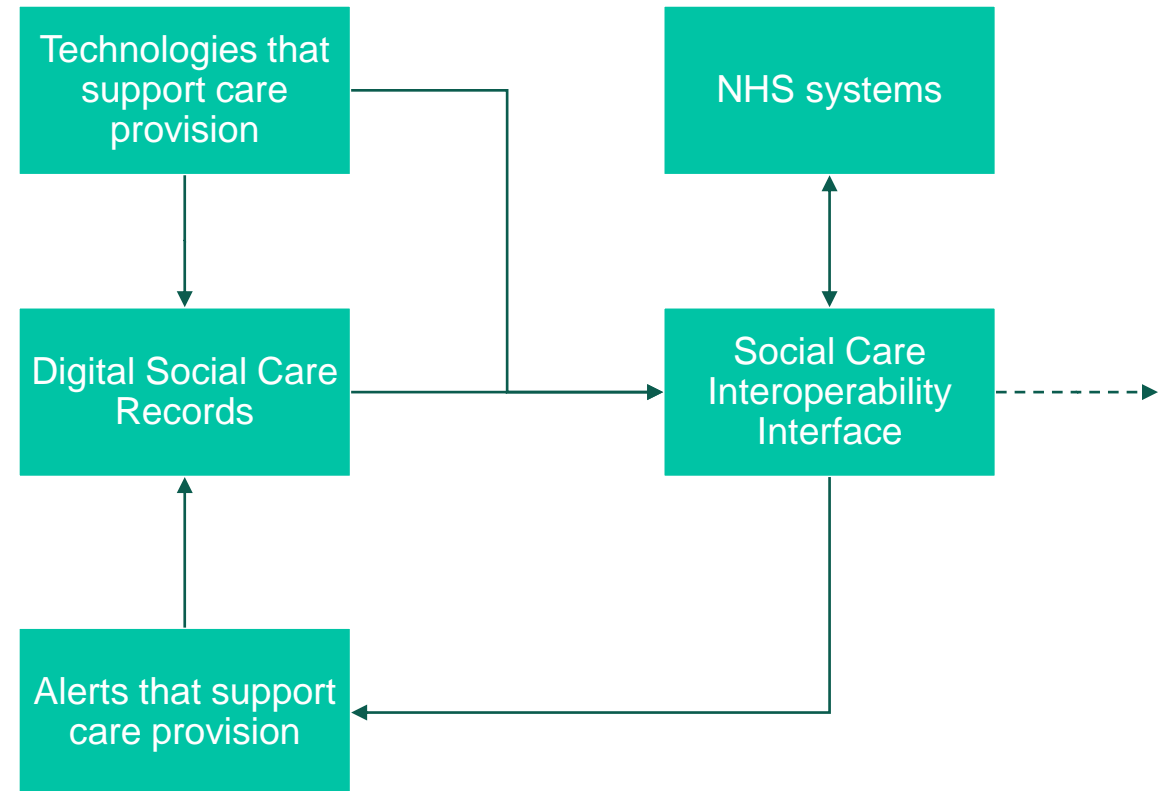 Technologies that
support care
provision
NHS systems
Digital Social Care
Records
Social Care
Interoperability
Interface
Alerts that support
care provision